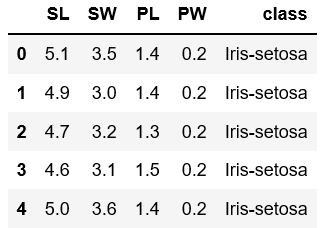 SL SW PL PW class
0 5.1 3.5 1.4 0.2 Iris-setosa
1 4.9 3.0 1.4 0.2 Iris-setosa
2 4.7 3.2 1.3 0.2 Iris-setosa
3 4.6 3.1 1.5 0.2 Iris-setosa
4 5.0 3.6 1.4 0.2 Iris-setosa